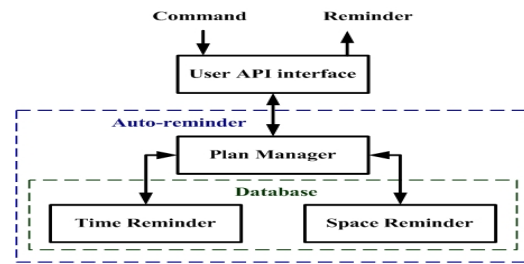 Command Reminder
User API interface
Auto-reminder
Plan Manager
Database
Time Reminder Space Reminder